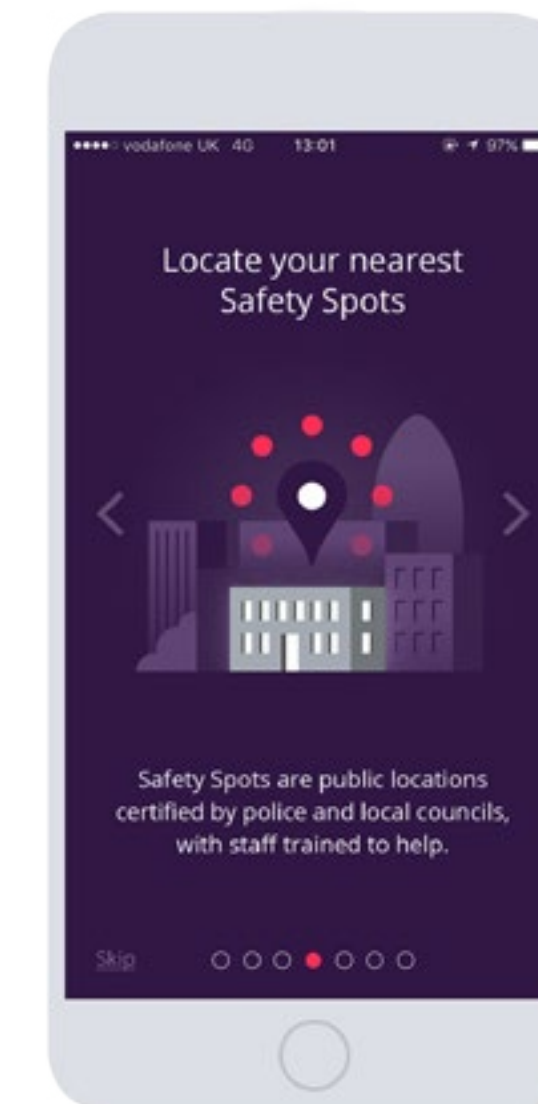 vodafone UK 4G 13:01 97%
Locate your nearest
Safety Spots
Safety Spots are public locations
certified by police and local councils,
with staff trained to help.
Skip